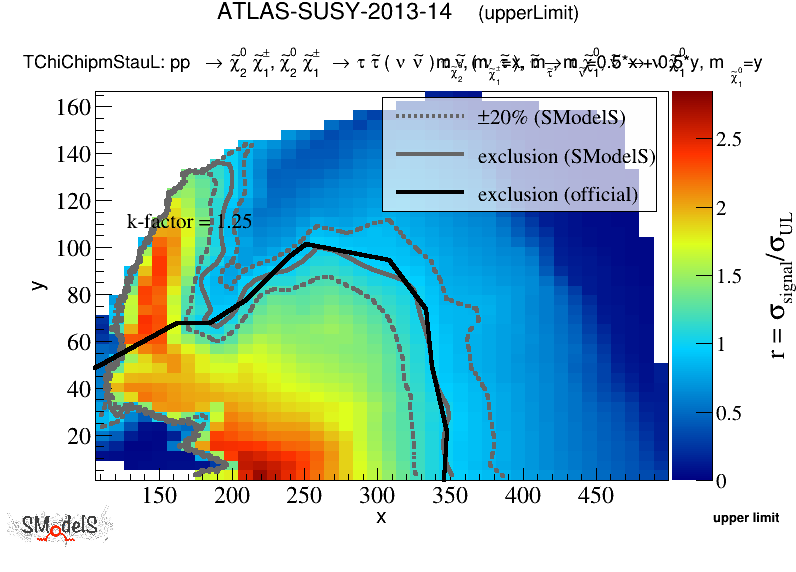 ATLAS-SUSY-2013-14 (upperLimit)
TChiChipmStauL: pp → χ̃⁰₂ χ̃±₁, χ̃⁰₂ χ̃±₁ → τ τ̃ ( ν ν̃ )
=y
160
140
120
100
80
60
40
20
y
±20% (SModelS)
exclusion (SModelS)
exclusion (official)
k-factor = 1.25
150 200 250 300 350 400 450
x
2.5
2
1.5
1
0.5
0
r = σsignal/σUL
SModelS
upper limit